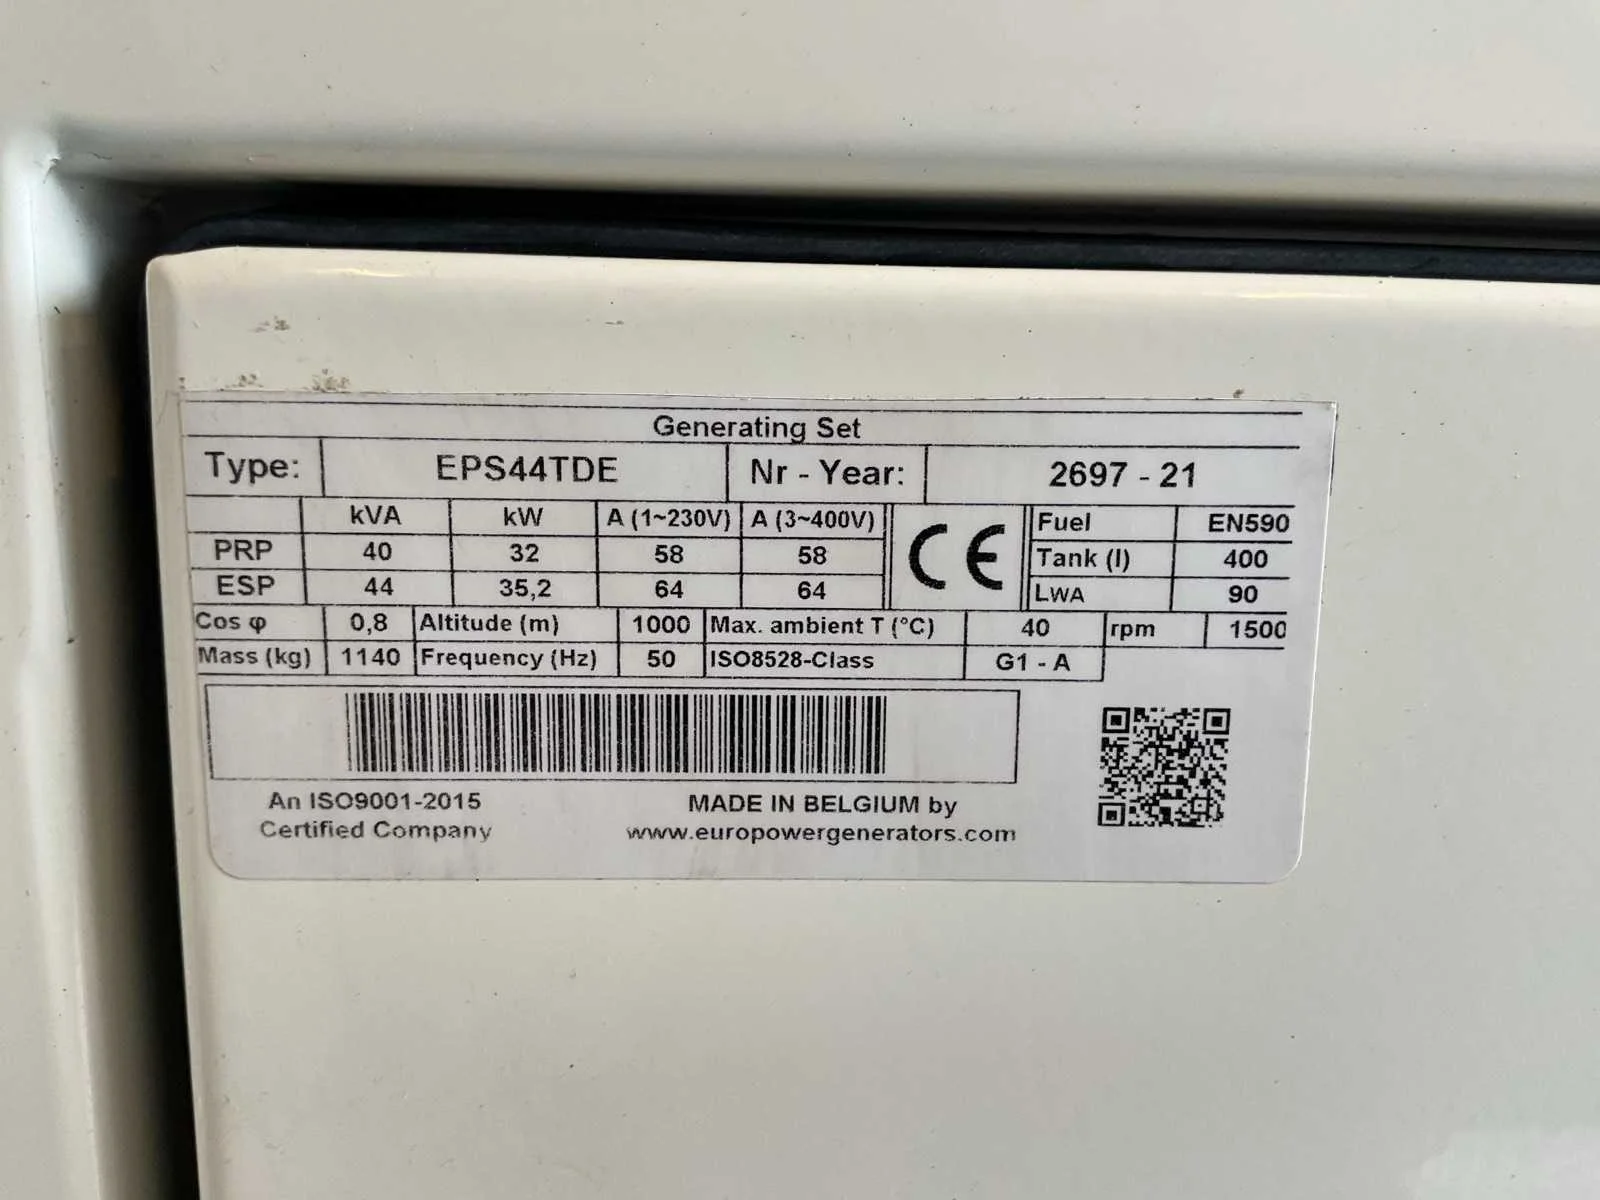 Generating Set
Type: EPS44TDE Nr - Year: 2697 - 21
kVA kW A (1~230V) A (3~400V)
PRP 40 32 58 58
ESP 44 35,2 64 64
CE
Fuel EN590
Tank (l) 400
LWA 90
Cos φ 0,8 Altitude (m) 1000 Max. ambient T (°C) 40 rpm 1500
Mass (kg) 1140 Frequency (Hz) 50 ISO8528-Class G1 - A
An ISO9001-2015
Certified Company
MADE IN BELGIUM by
www.europowergenerators.com